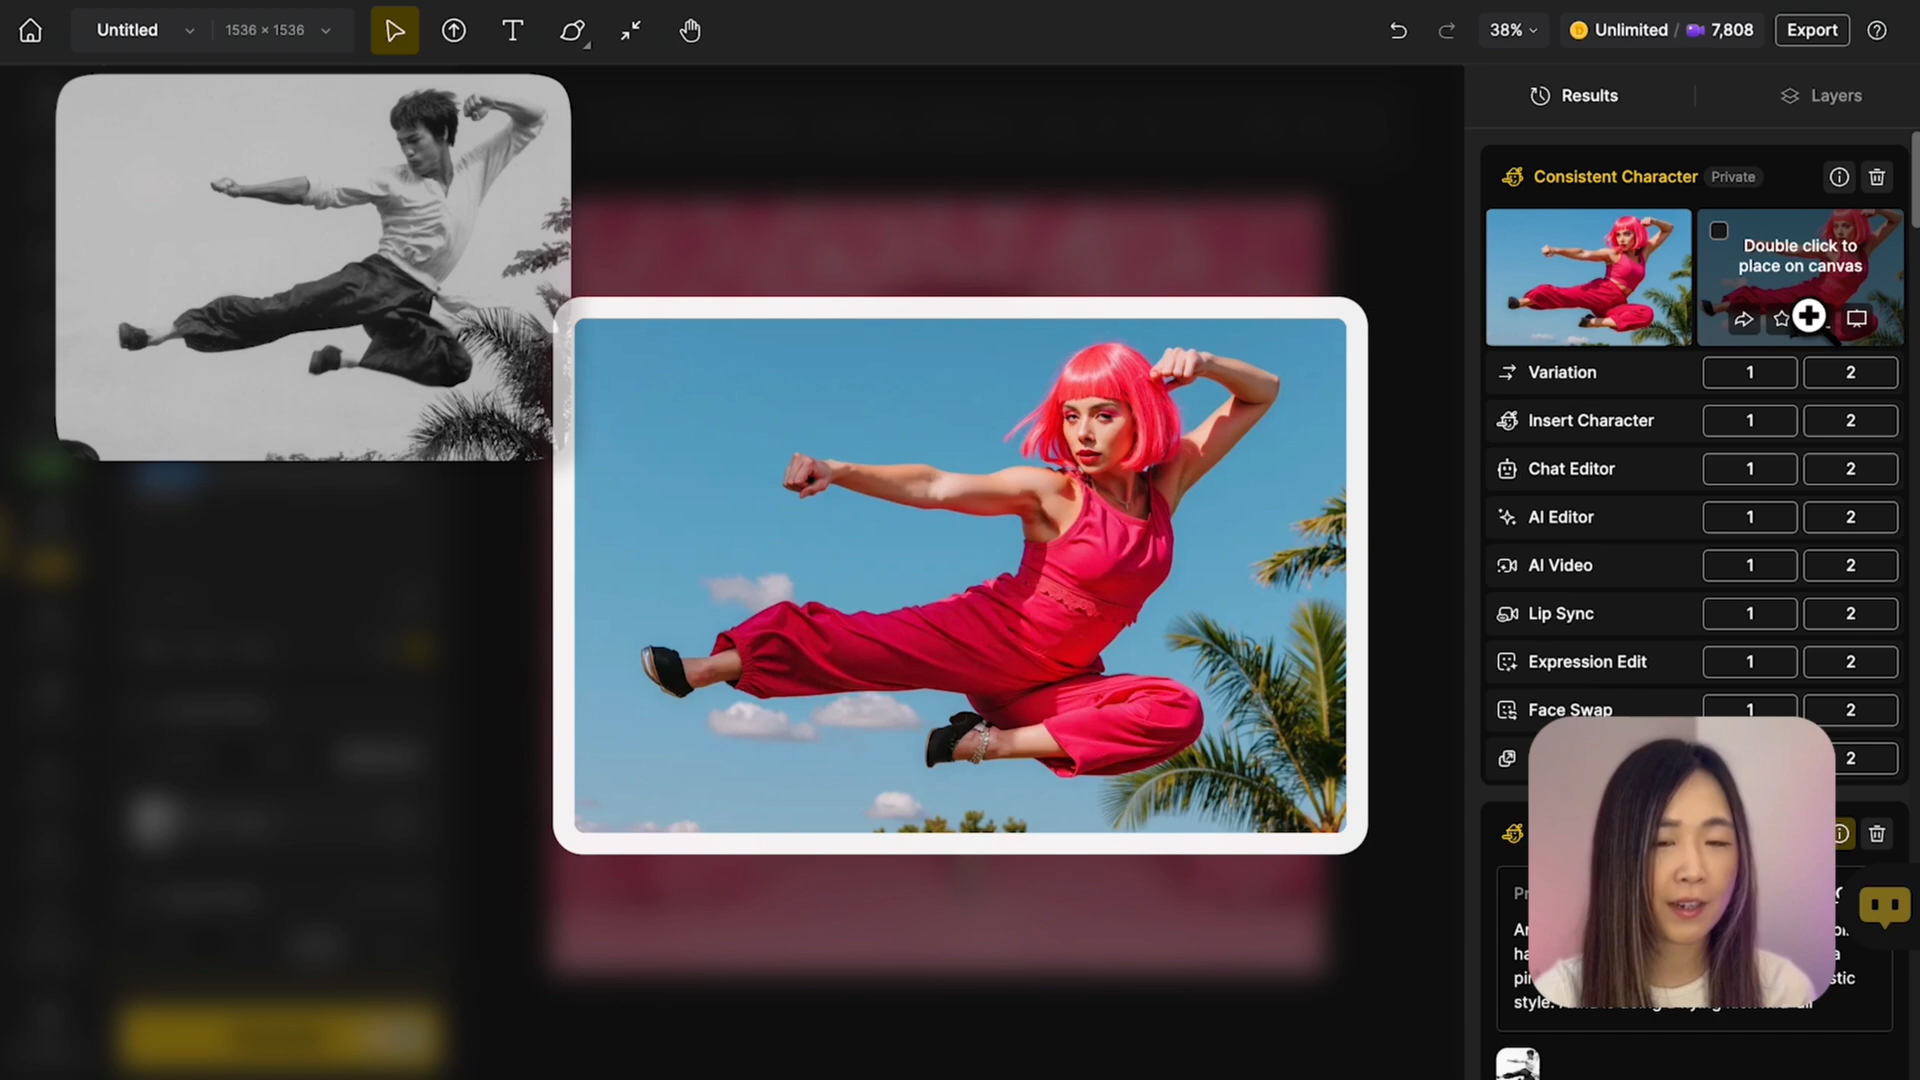 Untitled
1536 × 1536
38%
Unlimited / 7,808
Export
Results
Layers
Consistent Character
Private
Double click to
place on canvas
Variation 1 2
Insert Character 1 2
Chat Editor 1 2
AI Editor 1 2
AI Video 1 2
Lip Sync 1 2
Expression Edit 1 2
Face Swap 1 2
2
style.